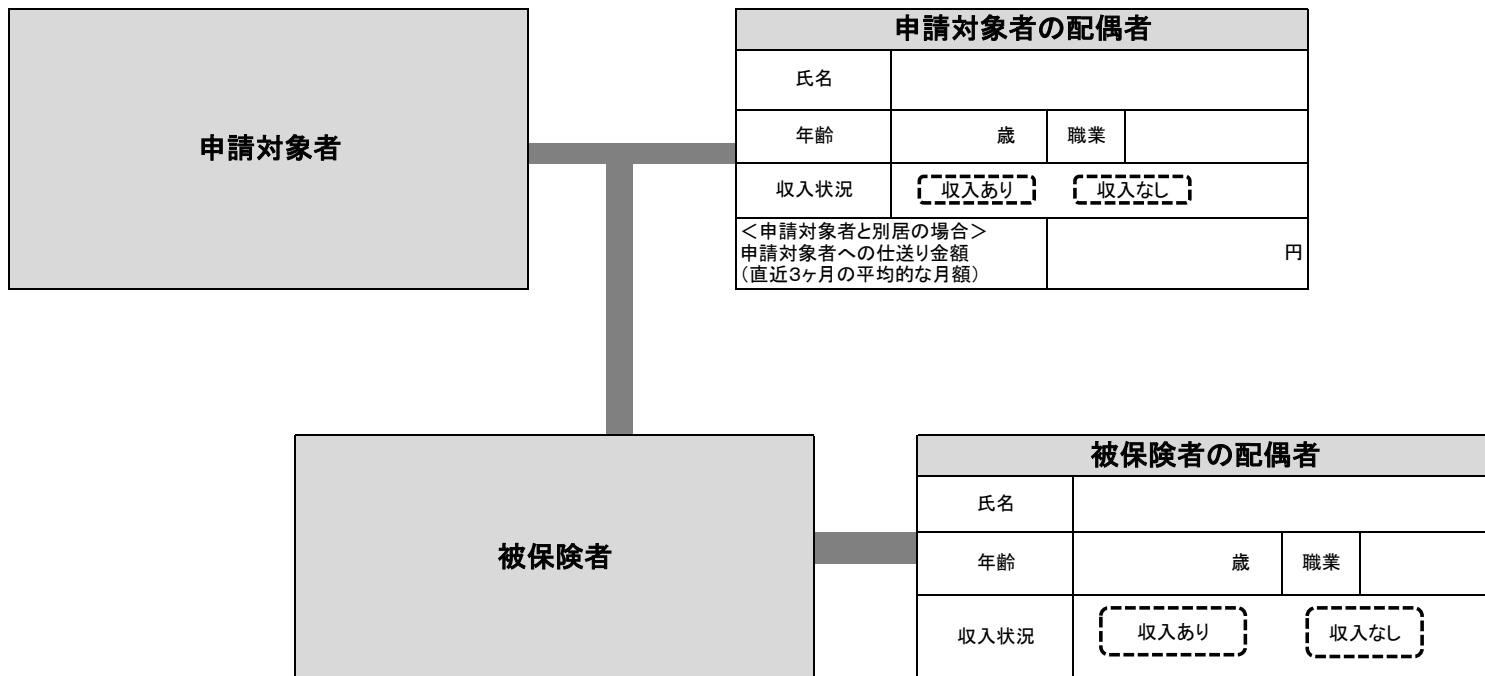 申請対象者
申請対象者の配偶者
氏名
年齢 歳 職業
収入状況 収入あり 収入なし
＜申請対象者と別居の場合＞
申請対象者への仕送り金額
（直近3ヶ月の平均的な月額）
円
被保険者
被保険者の配偶者
氏名
年齢 歳 職業
収入状況 収入あり 収入なし